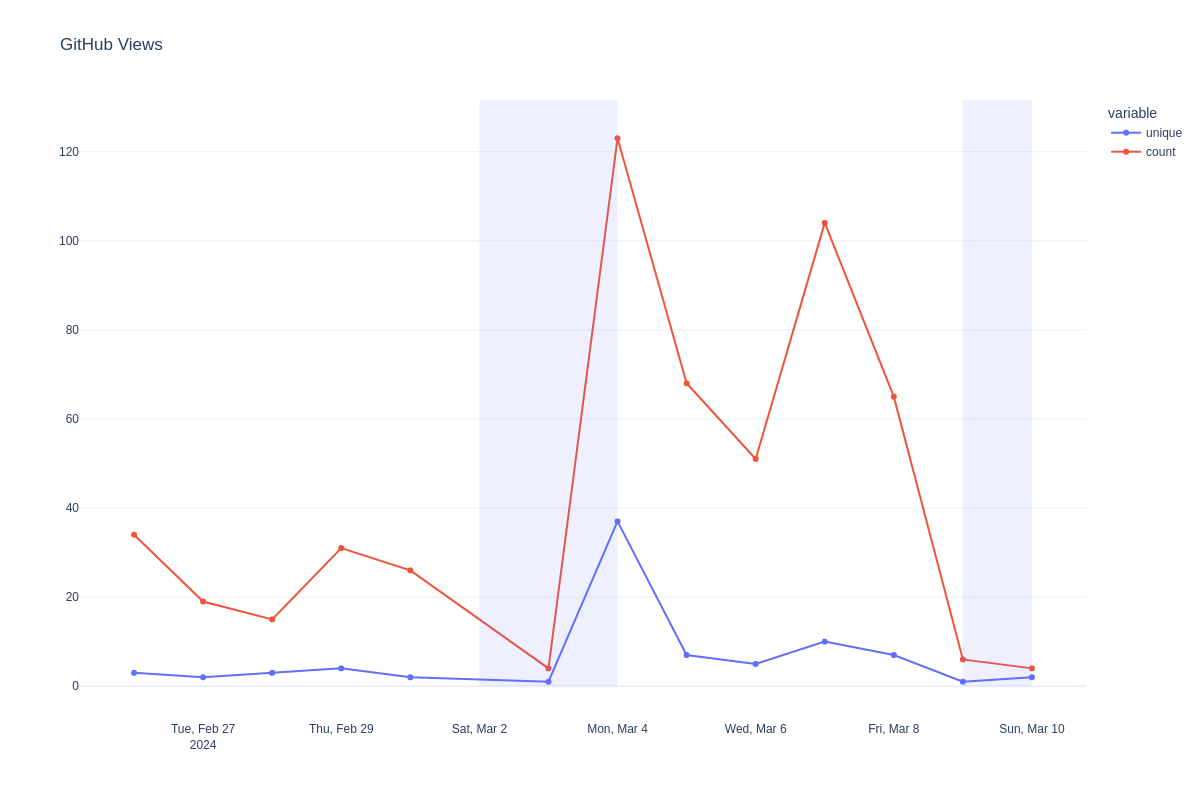 GitHub Views
variable
unique
count
120
100
80
60
40
20
0
Tue, Feb 27
2024
Thu, Feb 29
Sat, Mar 2
Mon, Mar 4
Wed, Mar 6
Fri, Mar 8
Sun, Mar 10